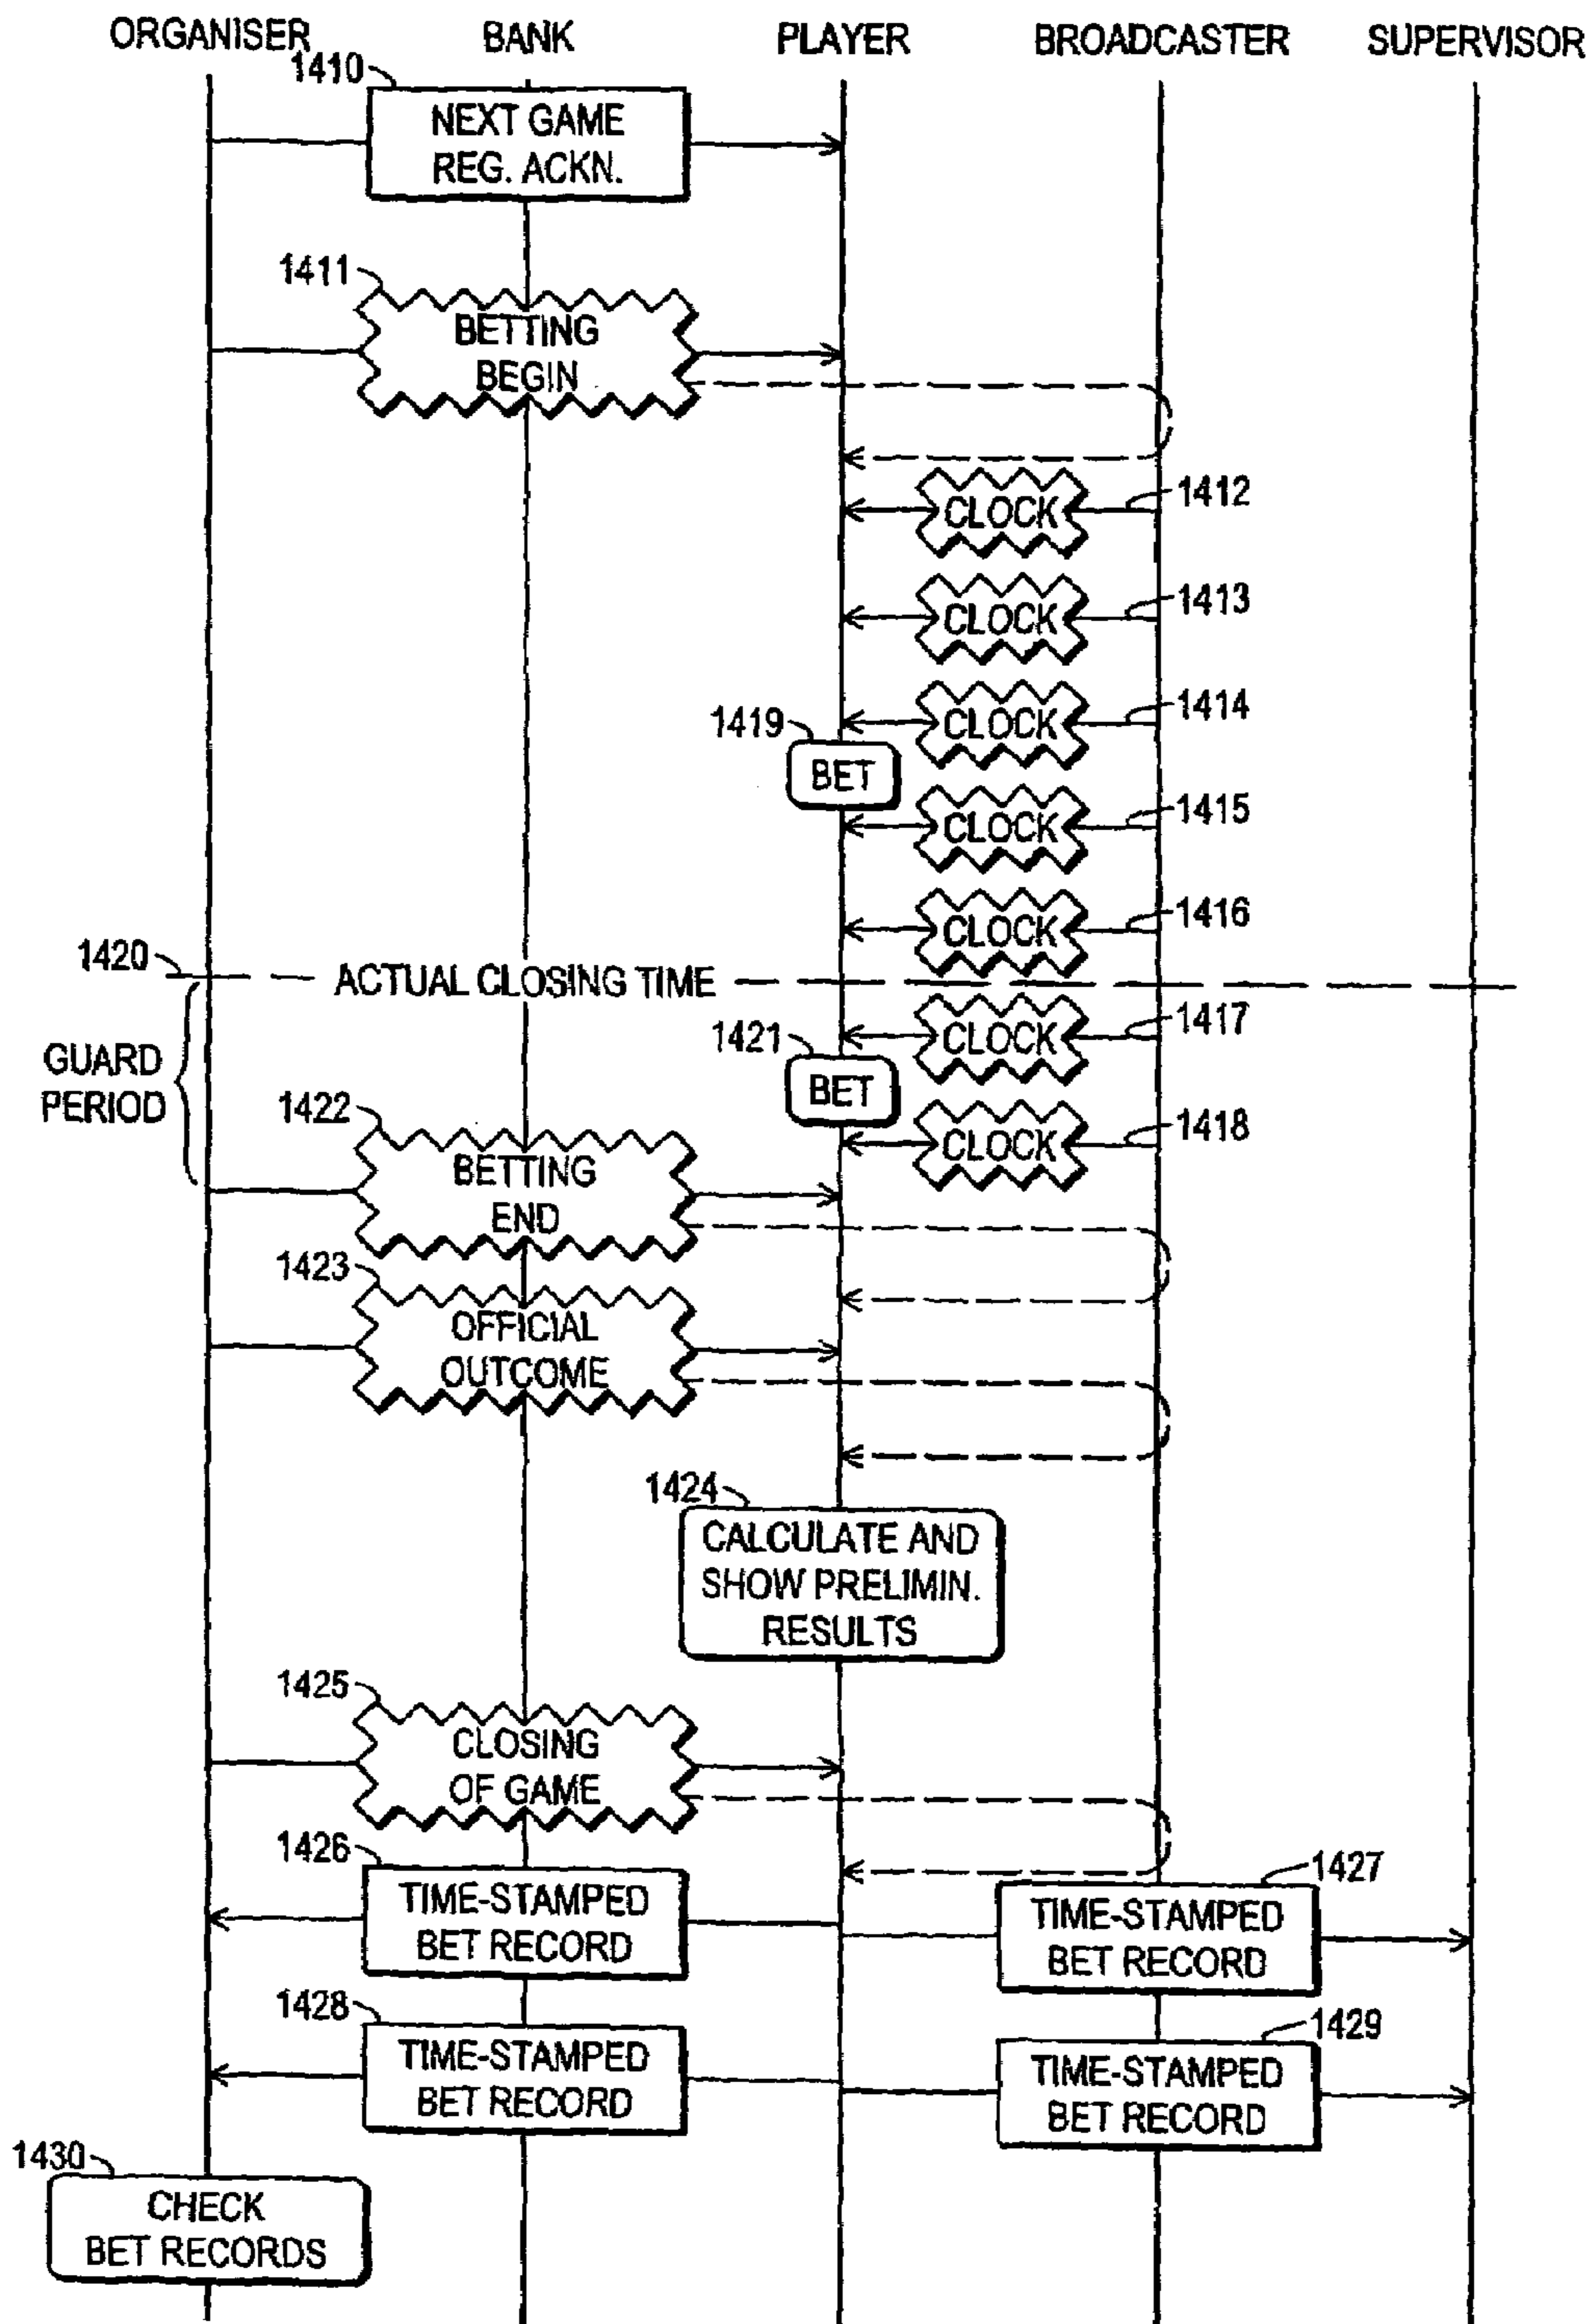 ORGANISER BANK PLAYER BROADCASTER SUPERVISOR
1410
NEXT GAME
REG. ACKN.
1411
BETTING
BEGIN
CLOCK 1412
CLOCK 1413
CLOCK 1414
1419
BET
CLOCK 1415
CLOCK 1416
1420
ACTUAL CLOSING TIME
CLOCK 1417
1421
BET
GUARD
PERIOD
CLOCK 1418
1422
BETTING
END
1423
OFFICIAL
OUTCOME
1424
CALCULATE AND
SHOW PRELIMIN.
RESULTS
1425
CLOSING
OF GAME
1426
TIME-STAMPED
BET RECORD
1427
TIME-STAMPED
BET RECORD
1428
TIME-STAMPED
BET RECORD
1429
TIME-STAMPED
BET RECORD
1430
CHECK
BET RECORDS